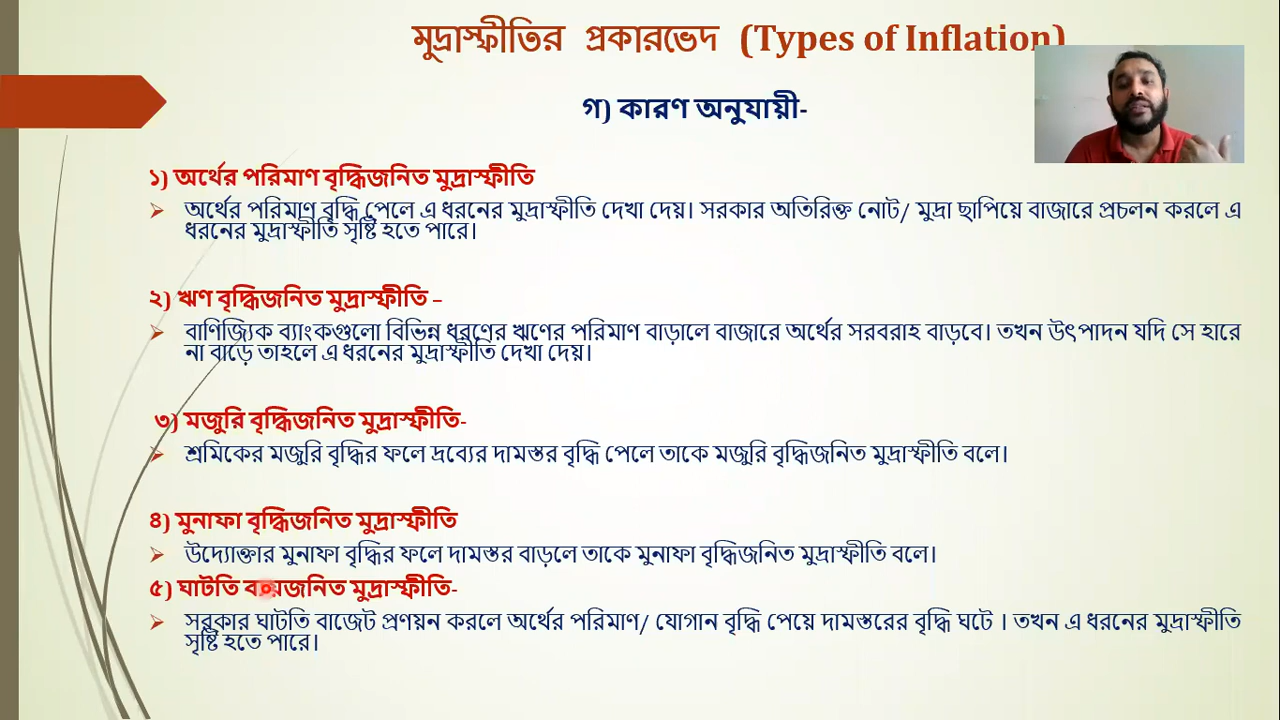 মুদ্রাস্ফীতির প্রকারভেদ (Types of Inflation)
গ) কারণ অনুযায়ী-
১) অর্থের পরিমাণ বৃদ্ধিজনিত মুদ্রাস্ফীতি
অর্থের পরিমাণ বৃদ্ধি পেলে এ ধরনের মুদ্রাস্ফীতি দেখা দেয়। সরকার অতিরিক্ত নোট/ মুদ্রা ছাপিয়ে বাজারে প্রচলন করলে এ
ধরনের মুদ্রাস্ফীতি সৃষ্টি হতে পারে।
২) ঋণ বৃদ্ধিজনিত মুদ্রাস্ফীতি –
বাণিজ্যিক ব্যাংকগুলো বিভিন্ন ধরণের ঋণের পরিমাণ বাড়ালে বাজারে অর্থের সরবরাহ বাড়বে। তখন উৎপাদন যদি সে হারে
না বাড়ে তাহলে এ ধরনের মুদ্রাস্ফীতি দেখা দেয়।
৩) মজুরি বৃদ্ধিজনিত মুদ্রাস্ফীতি-
শ্রমিকের মজুরি বৃদ্ধির ফলে দ্রব্যের দামস্তর বৃদ্ধি পেলে তাকে মজুরি বৃদ্ধিজনিত মুদ্রাস্ফীতি বলে।
৪) মুনাফা বৃদ্ধিজনিত মুদ্রাস্ফীতি
উদ্যোক্তার মুনাফা বৃদ্ধির ফলে দামস্তর বাড়লে তাকে মুনাফা বৃদ্ধিজনিত মুদ্রাস্ফীতি বলে।
৫) ঘাটতি ব্যয়জনিত মুদ্রাস্ফীতি-
সরকার ঘাটতি বাজেট প্রণয়ন করলে অর্থের পরিমাণ/ যোগান বৃদ্ধি পেয়ে দামস্তরের বৃদ্ধি ঘটে । তখন এ ধরনের মুদ্রাস্ফীতি
সৃষ্টি হতে পারে।